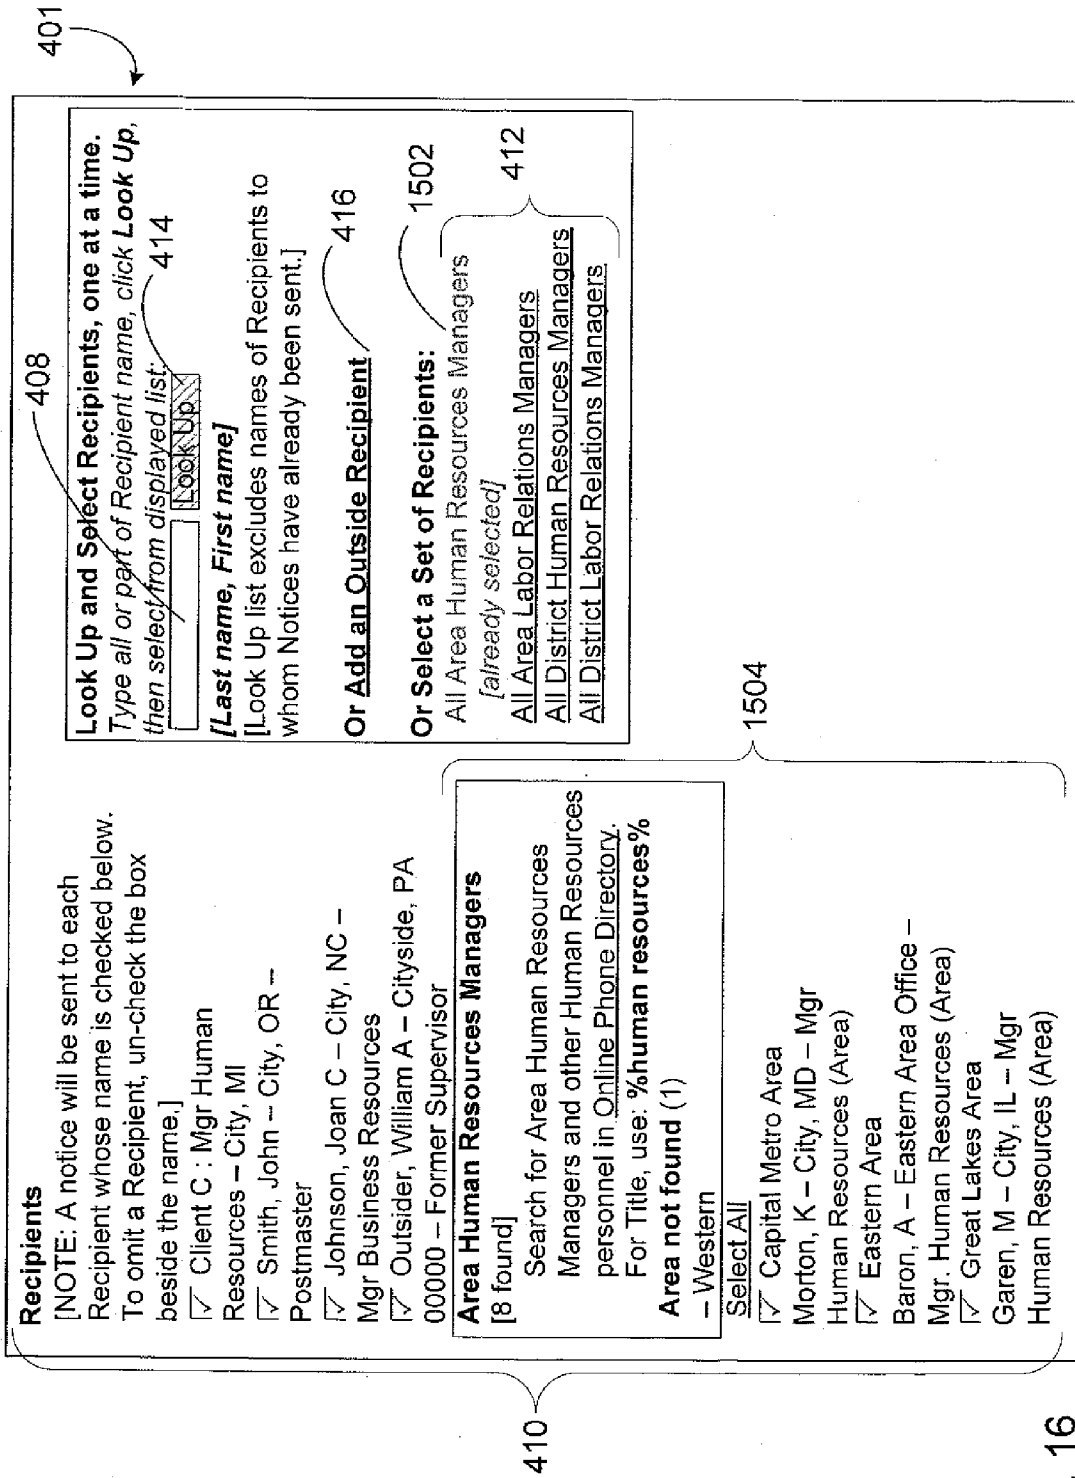 401
Recipients
[NOTE: A notice will be sent to each
Recipient whose name is checked below.
To omit a Recipient, un-check the box
beside the name.]
Client C : Mgr Human
Resources – City, MI
Smith, John – City, OR –
Postmaster
Johnson, Joan C – City, NC –
Mgr Business Resources
Outsider, William A – Cityside, PA
00000 – Former Supervisor
Area Human Resources Managers
[8 found]
Search for Area Human Resources
Managers and other Human Resources
personnel in Online Phone Directory.
For Title, use: %human resources%
Area not found (1)
– Western
Select All
Capital Metro Area
Morton, K – City, MD – Mgr
Human Resources (Area)
Eastern Area
Baron, A – Eastern Area Office –
Mgr. Human Resources (Area)
Great Lakes Area
Garen, M – City, IL – Mgr
Human Resources (Area)
410
1504
408
Look Up and Select Recipients, one at a time.
Type all or part of Recipient name, click Look Up,
then select from displayed list:
414
Look Up
[Last name, First name]
[Look Up list excludes names of Recipients to
whom Notices have already been sent.]
Or Add an Outside Recipient
416
Or Select a Set of Recipients:
1502
All Area Human Resources Managers
[already selected]
All Area Labor Relations Managers
All District Human Resources Managers
All District Labor Relations Managers
412
16